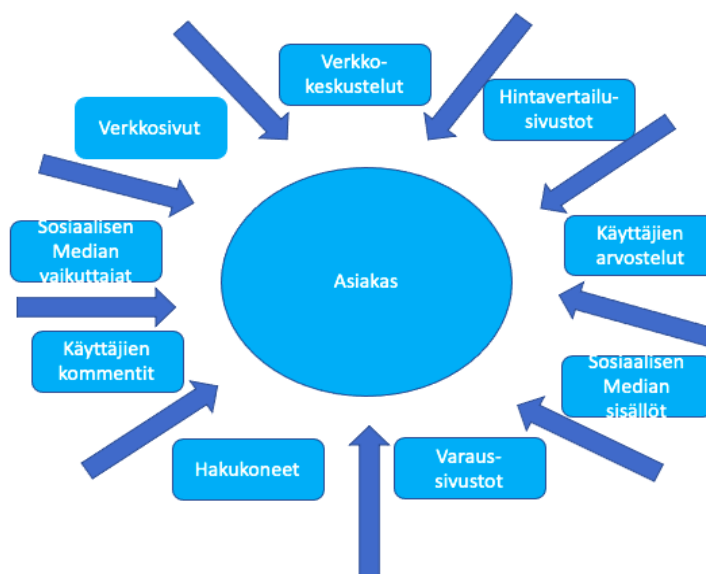 Verkko-
keskustelut
Hintavertailu-
sivustot
Verkkosivut
Sosiaalisen
Median
vaikuttajat
Käyttäjien
arvostelut
Asiakas
Käyttäjien
kommentit
Sosiaalisen
Median
sisällöt
Hakukoneet
Varaus-
sivustot